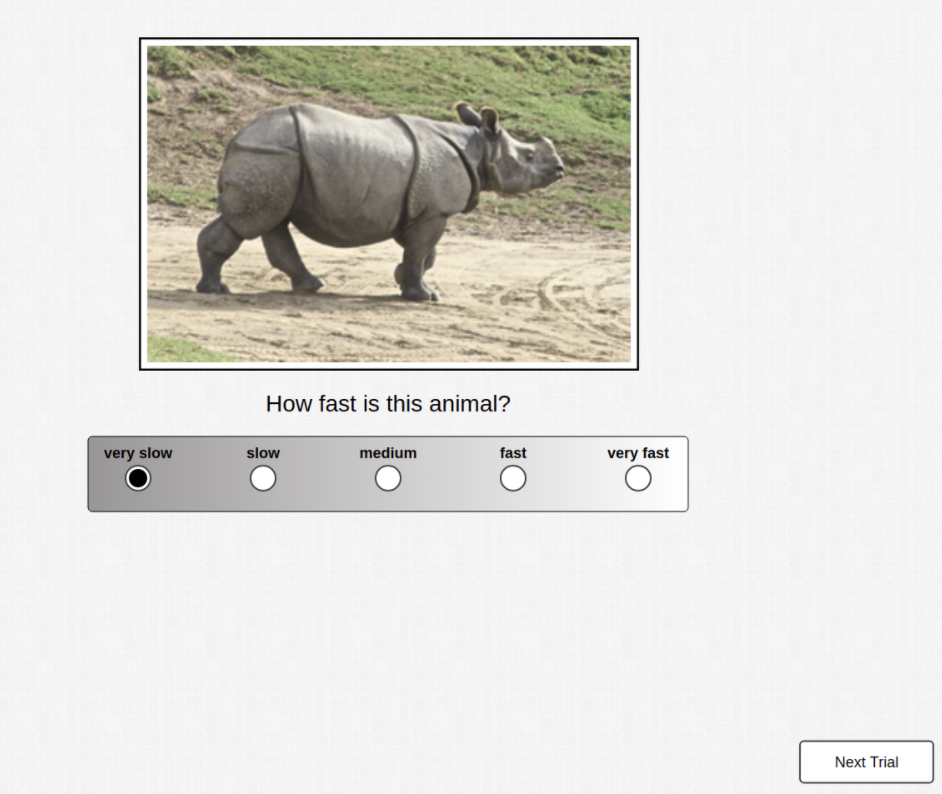 How fast is this animal?
very slow slow medium fast very fast
Next Trial